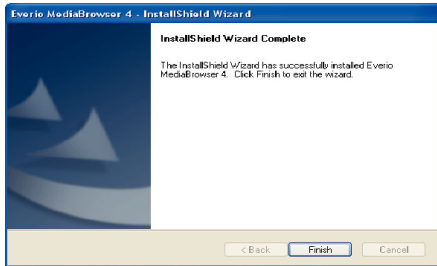 Everio MediaBrowser 4 - InstallShield Wizard
InstallShield Wizard Complete
The InstallShield Wizard has successfully installed Everio
MediaBrowser 4. Click Finish to exit the wizard.
< Back
Finish
Cancel